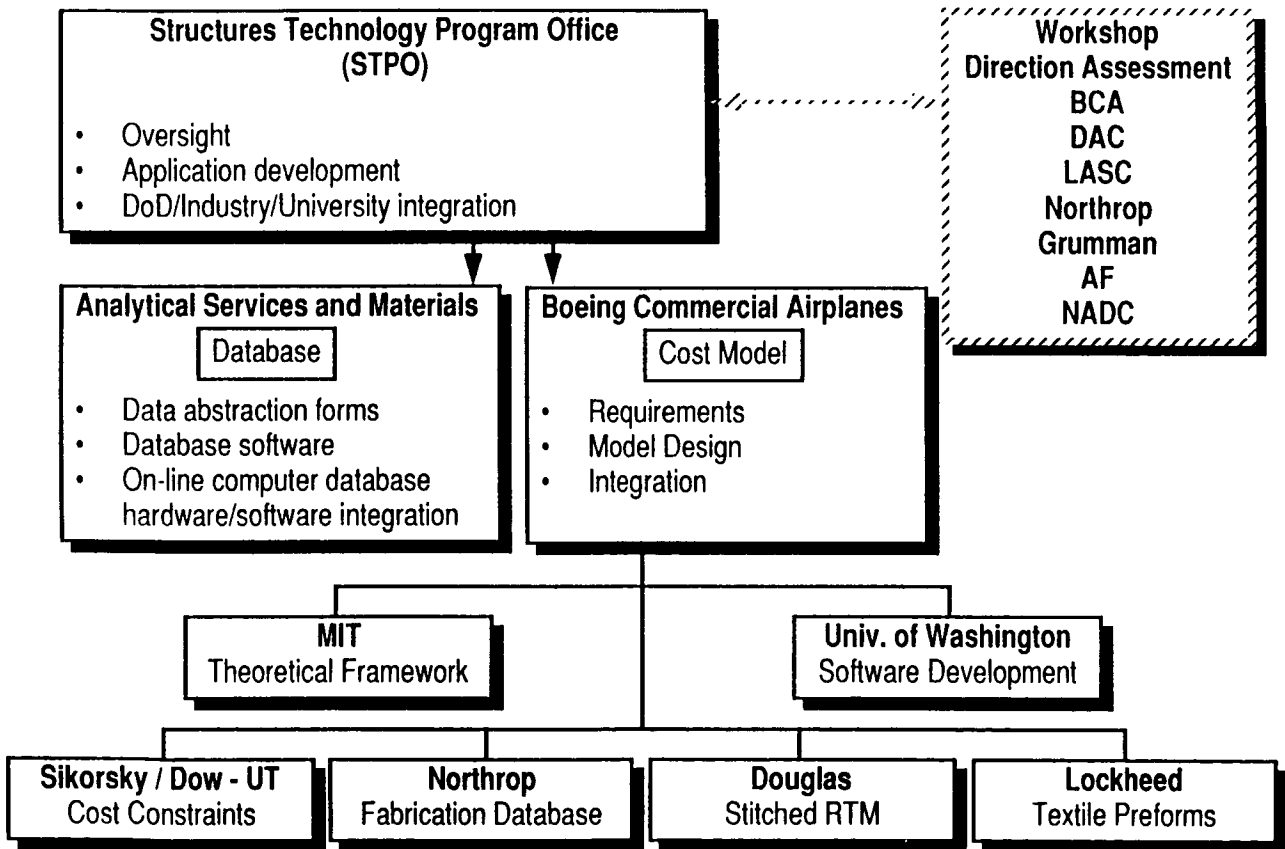 Structures Technology Program Office
(STPO)
• Oversight
• Application development
• DoD/Industry/University integration
Workshop
Direction Assessment
BCA
DAC
LASC
Northrop
Grumman
AF
NADC
Analytical Services and Materials
Database
• Data abstraction forms
• Database software
• On-line computer database
hardware/software integration
Boeing Commercial Airplanes
Cost Model
• Requirements
• Model Design
• Integration
MIT
Theoretical Framework
Univ. of Washington
Software Development
Sikorsky / Dow - UT
Cost Constraints
Northrop
Fabrication Database
Douglas
Stitched RTM
Lockheed
Textile Preforms